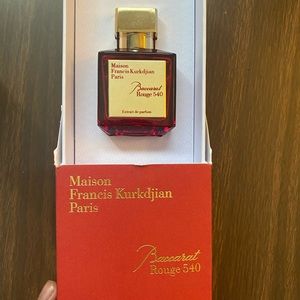 Maison
Francis Kurkdjian
Paris
Baccarat
Rouge 540
Extrait de parfum
Maison
Francis Kurkdjian
Paris
Baccarat
Rouge 540